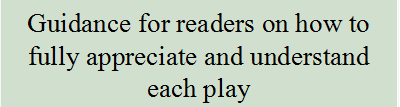 Guidance for readers on how to
fully appreciate and understand
each play